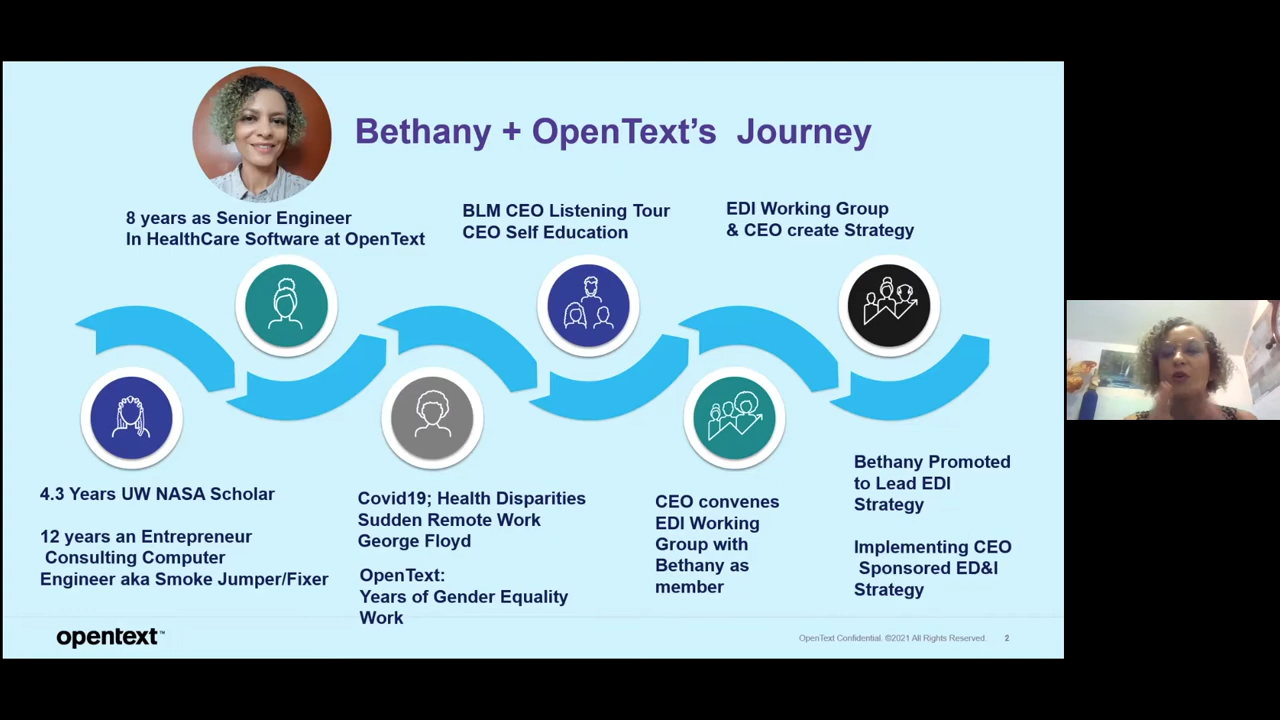 Bethany + OpenText's Journey
8 years as Senior Engineer
In HealthCare Software at OpenText
BLM CEO Listening Tour
CEO Self Education
EDI Working Group
& CEO create Strategy
4.3 Years UW NASA Scholar
12 years an Entrepreneur
Consulting Computer
Engineer aka Smoke Jumper/Fixer
Covid19; Health Disparities
Sudden Remote Work
George Floyd
OpenText:
Years of Gender Equality
Work
CEO convenes
EDI Working
Group with
Bethany as
member
Bethany Promoted
to Lead EDI
Strategy
Implementing CEO
Sponsored ED&I
Strategy
opentext™
OpenText Confidential. ©2021 All Rights Reserved. 2